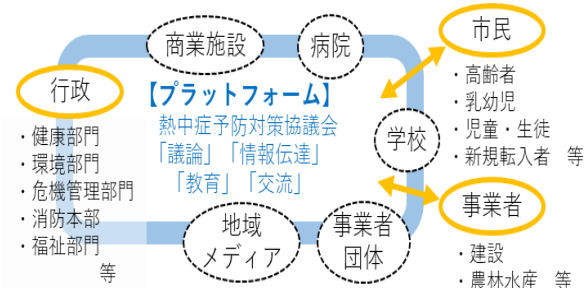 商業施設
病院
市民
・高齢者
・乳幼児
・児童・生徒
・新規転入者　等
行政
・健康部門
・環境部門
・危機管理部門
・消防本部
・福祉部門
等
【プラットフォーム】
熱中症予防対策協議会
「議論」「情報伝達」
「教育」「交流」
学校
地域
メディア
事業者
団体
事業者
・建設
・農林水産　等